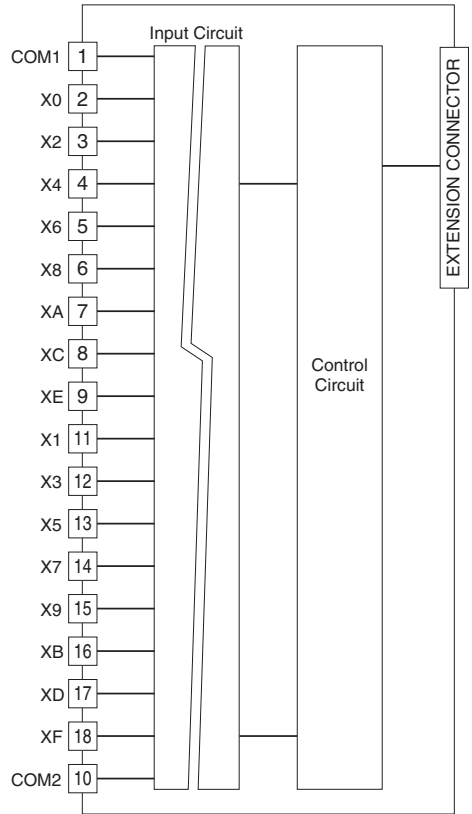 Input Circuit
COM1 1
X0 2
X2 3
X4 4
X6 5
X8 6
XA 7
XC 8
XE 9
X1 11
X3 12
X5 13
X7 14
X9 15
XB 16
XD 17
XF 18
COM2 10
Control
Circuit
EXTENSION CONNECTOR